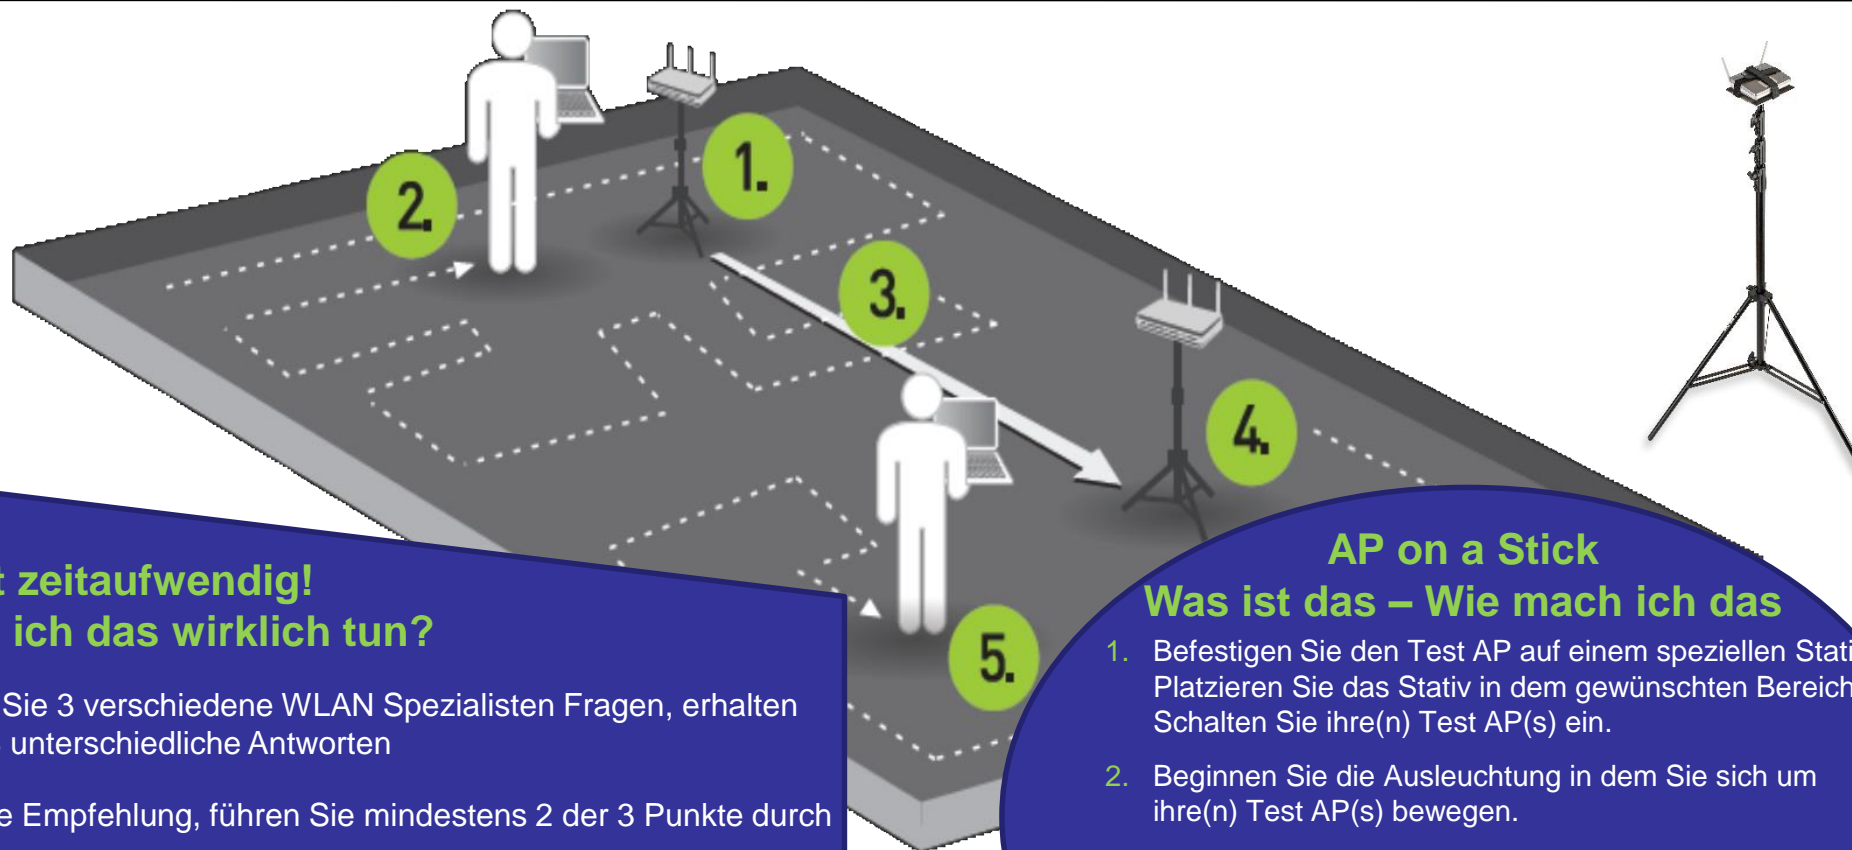 1.
2.
3.
4.
5.
zeitaufwendig!
ich das wirklich tun?
Sie 3 verschiedene WLAN Spezialisten Fragen, erhalten
unterschiedliche Antworten
Empfehlung, führen Sie mindestens 2 der 3 Punkte durch
AP on a Stick
Was ist das – Wie mach ich das
1. Befestigen Sie den Test AP auf einem speziellen
Platzieren Sie das Stativ in dem gewünschten Bereich
Schalten Sie ihre(n) Test AP(s) ein.
2. Beginnen Sie die Ausleuchtung in dem Sie sich um
ihre(n) Test AP(s) bewegen.